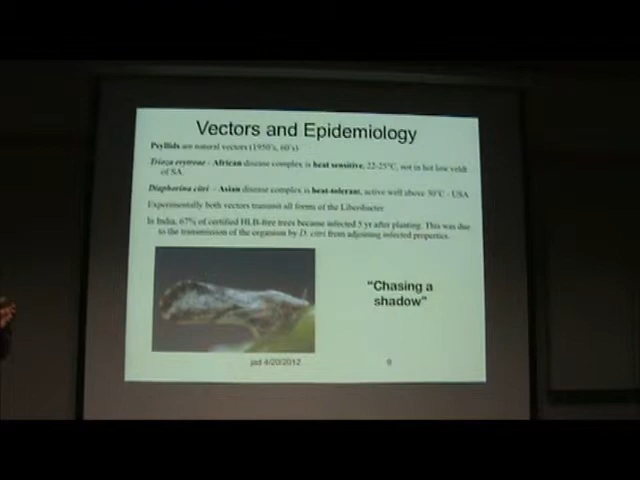 Vectors and Epidemiology
Psyllids are natural vectors (1950's, 60's)
Trioza erytreae - African disease complex is heat sensitive, 22-25°C, not in hot low veldt
of SA.
Diaphorina citri - Asian disease complex is heat-tolerant, active well above 30°C - USA
Experimentally both vectors transmit all forms of the Liberobacter
In India, 67% of certified HLB-free trees became infected 5 yr after planting. This was due
to the transmission of the organism by D. citri from adjoining infected properties.
"Chasing a
shadow"
jsd 4/20/2012